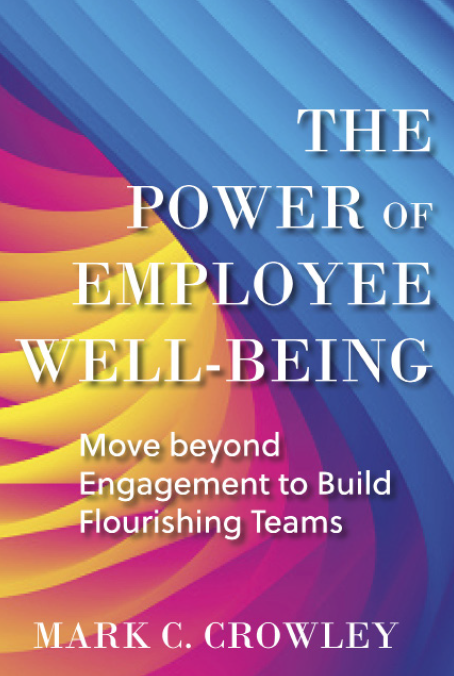 THE
POWER OF
EMPLOYEE
WELL-BEING
Move beyond
Engagement to Build
Flourishing Teams
MARK C. CROWLEY